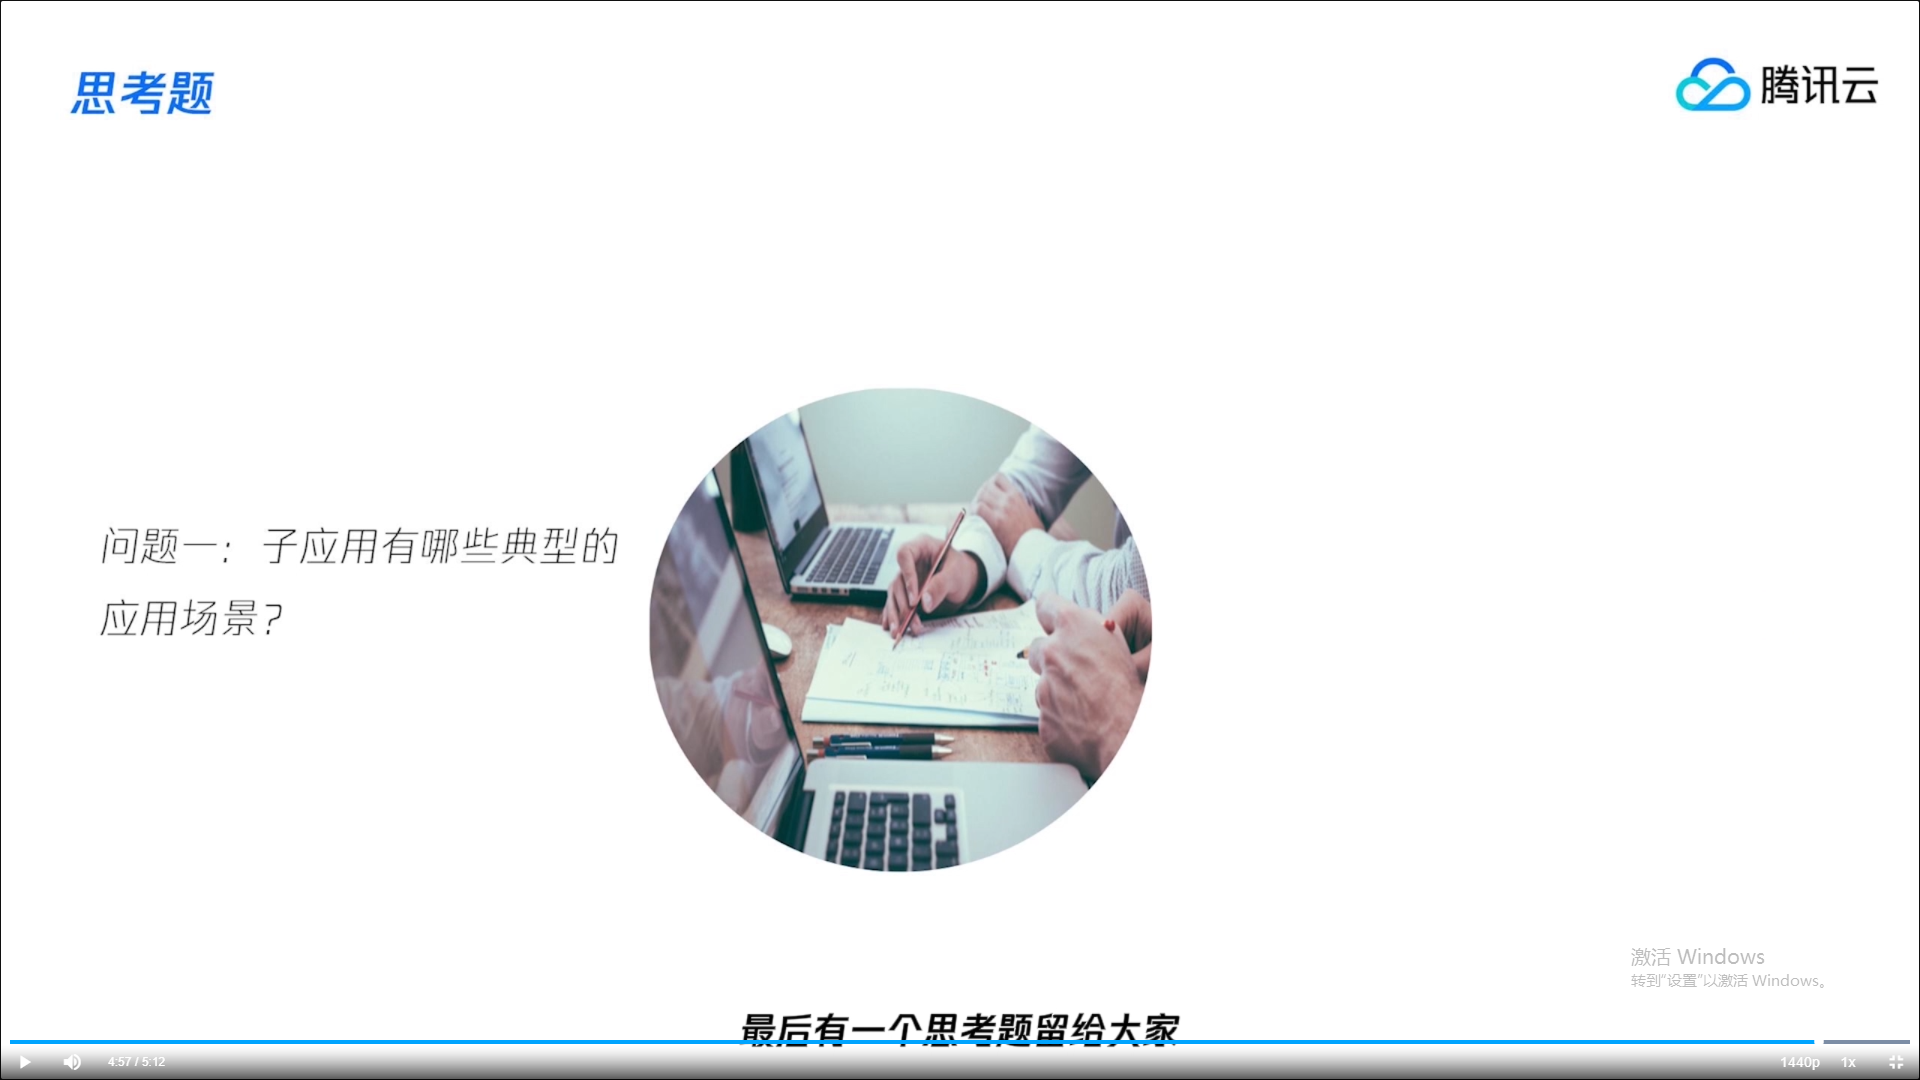 思考题
腾讯云
问题一：子应用有哪些典型的
应用场景？
激活 Windows
转到"设置"以激活 Windows。
最后有一个思考题留给大家
4:57 / 5:12
1440p
1x